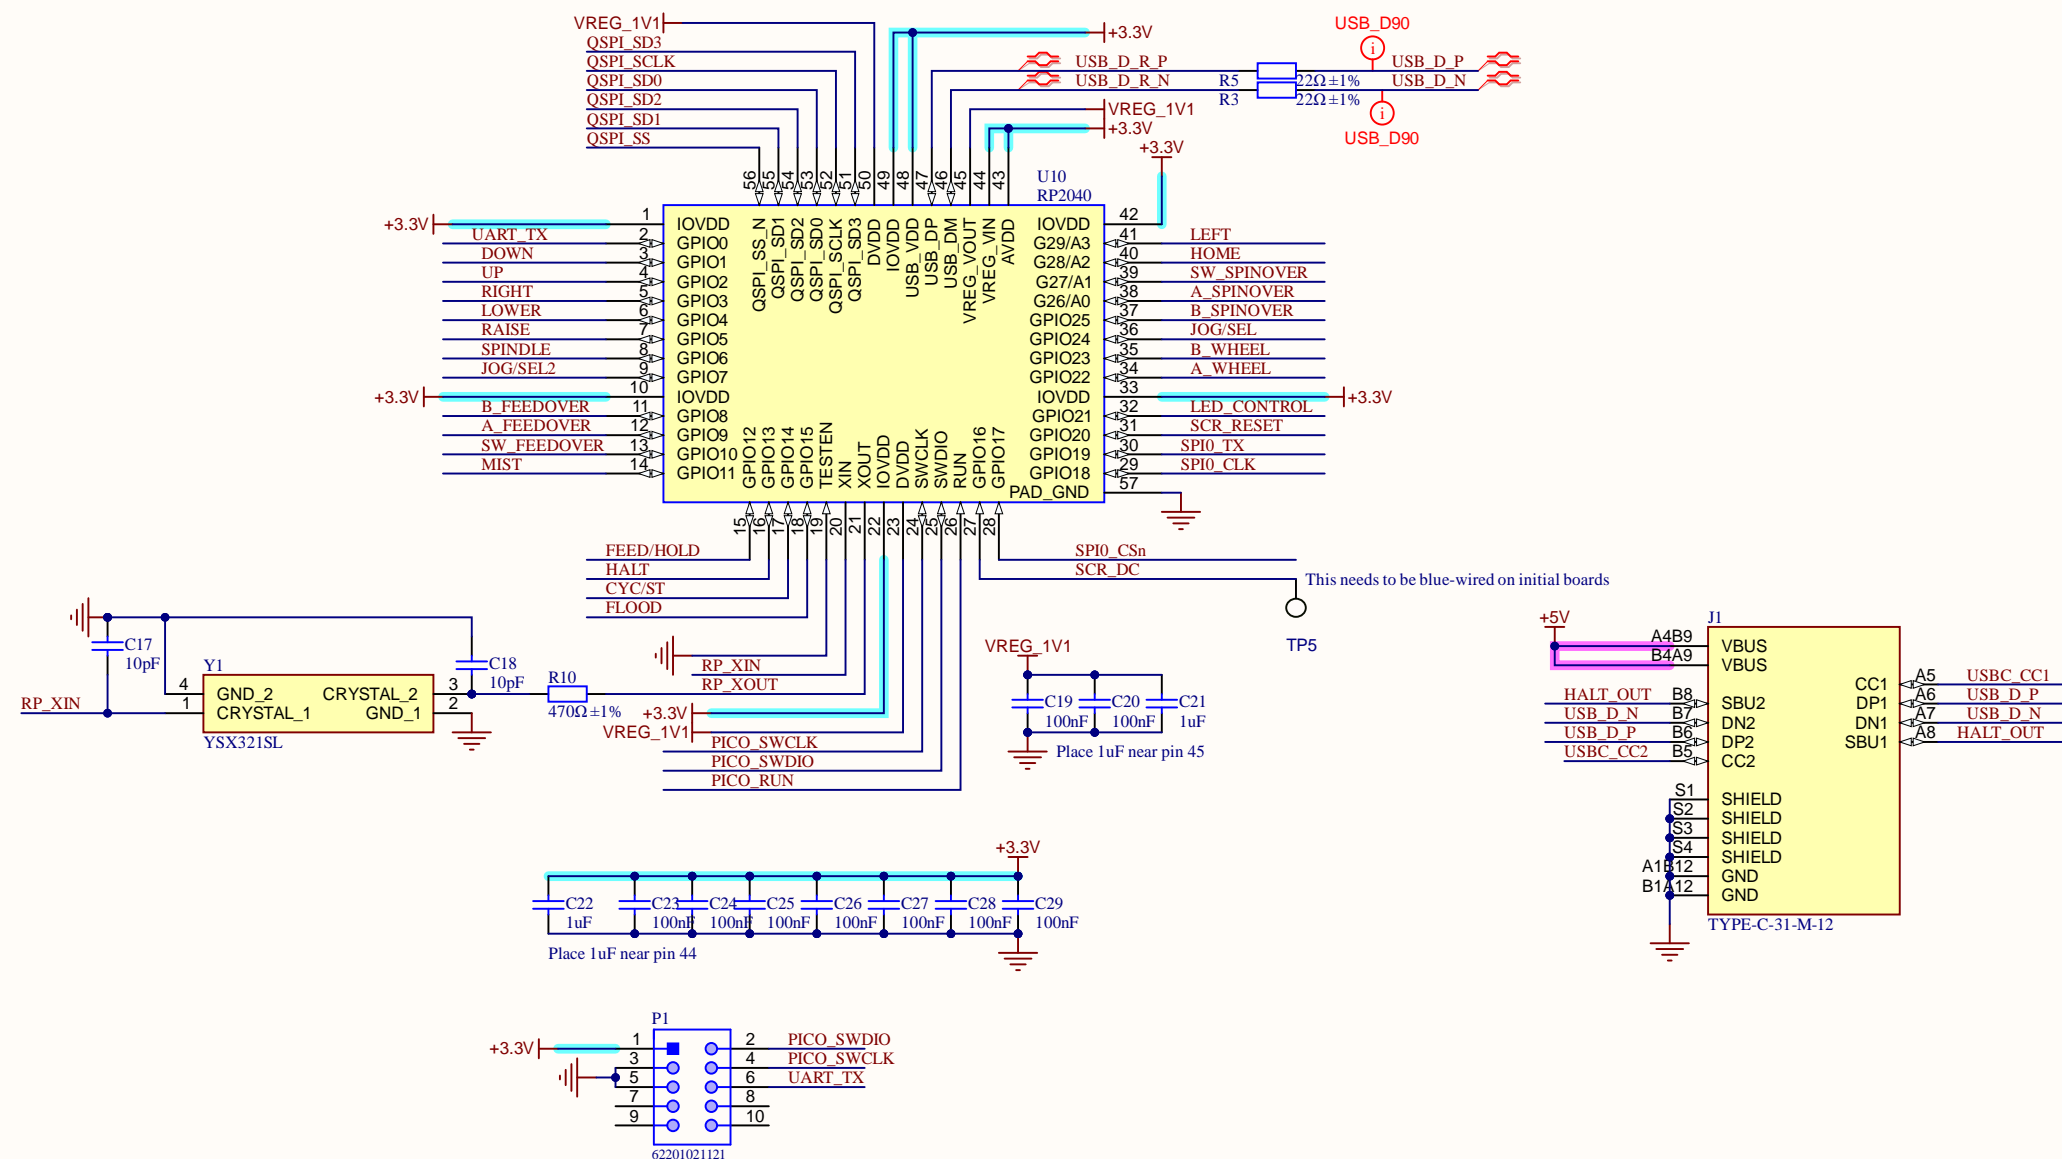 VREG_1V1
QSPI_SD3
QSPI_SCLK
QSPI_SD0
QSPI_SD2
QSPI_SD1
QSPI_SS
+3.3V
USB_D_R_P
USB_D_R_N
R5
22Ω ±1%
R3
22Ω ±1%
USB_D90
i
USB_D_P
USB_D_N
i
USB_D90
VREG_1V1
+3.3V
+3.3V
U10
RP2040
56
55
54
53
52
51
50
49
48
47
46
45
44
43
QSPI_SS_N
QSPI_SD1
QSPI_SD2
QSPI_SD0
QSPI_SCLK
QSPI_SD3
DVDD
IOVDD
USB_VDD
USB_DP
USB_DM
VREG_VOUT
VREG_VIN
AVDD
+3.3V 1 IOVDD
UART_TX 2 GPIO0
DOWN 3 GPIO1
UP 4 GPIO2
RIGHT 5 GPIO3
LOWER 6 GPIO4
RAISE 7 GPIO5
SPINDLE 8 GPIO6
JOG/SEL2 9 GPIO7
+3.3V 10 IOVDD
B_FEEDOVER 11 GPIO8
A_FEEDOVER 12 GPIO9
SW_FEEDOVER 13 GPIO10
MIST 14 GPIO11
IOVDD 42
G29/A3 41 LEFT
G28/A2 40 HOME
G27/A1 39 SW_SPINOVER
G26/A0 38 A_SPINOVER
GPIO25 37 B_SPINOVER
GPIO24 36 JOG/SEL
GPIO23 35 B_WHEEL
GPIO22 34 A_WHEEL
IOVDD 33 +3.3V
GPIO21 32 LED_CONTROL
GPIO20 31 SCR_RESET
GPIO19 30 SPI0_TX
GPIO18 29 SPI0_CLK
PAD_GND 57
GPIO12
GPIO13
GPIO14
GPIO15
TESTEN
XIN
XOUT
IOVDD
DVDD
SWCLK
SWDIO
RUN
GPIO16
GPIO17
15
16
17
18
19
20
21
22
23
24
25
26
27
28
FEED/HOLD
HALT
CYC/ST
FLOOD
SPI0_CSn
SCR_DC
This needs to be blue-wired on initial boards
TP5
RP_XIN
RP_XOUT
+3.3V
VREG_1V1
PICO_SWCLK
PICO_SWDIO
PICO_RUN
C17
10pF
Y1
4 GND_2
1 CRYSTAL_1
CRYSTAL_2 3
GND_1 2
YSX321SL
RP_XIN
C18
10pF
R10
470Ω ±1%
VREG_1V1
C19
100nF
C20
100nF
C21
1uF
Place 1uF near pin 45
+3.3V
C22
1uF
C23
100nF
C24
100nF
C25
100nF
C26
100nF
C27
100nF
C28
100nF
C29
100nF
Place 1uF near pin 44
P1
+3.3V 1 2 PICO_SWDIO
3 4 PICO_SWCLK
5 6 UART_TX
7 8
9 10
62201021121
+5V
J1
A4B9 VBUS
B4A9 VBUS
HALT_OUT B8 SBU2
USB_D_N B7 DN2
USB_D_P B6 DP2
USBC_CC2 B5 CC2
CC1 A5 USBC_CC1
DP1 A6 USB_D_P
DN1 A7 USB_D_N
SBU1 A8 HALT_OUT
S1 SHIELD
S2 SHIELD
S3 SHIELD
S4 SHIELD
A1B12 GND
B1A12 GND
TYPE-C-31-M-12